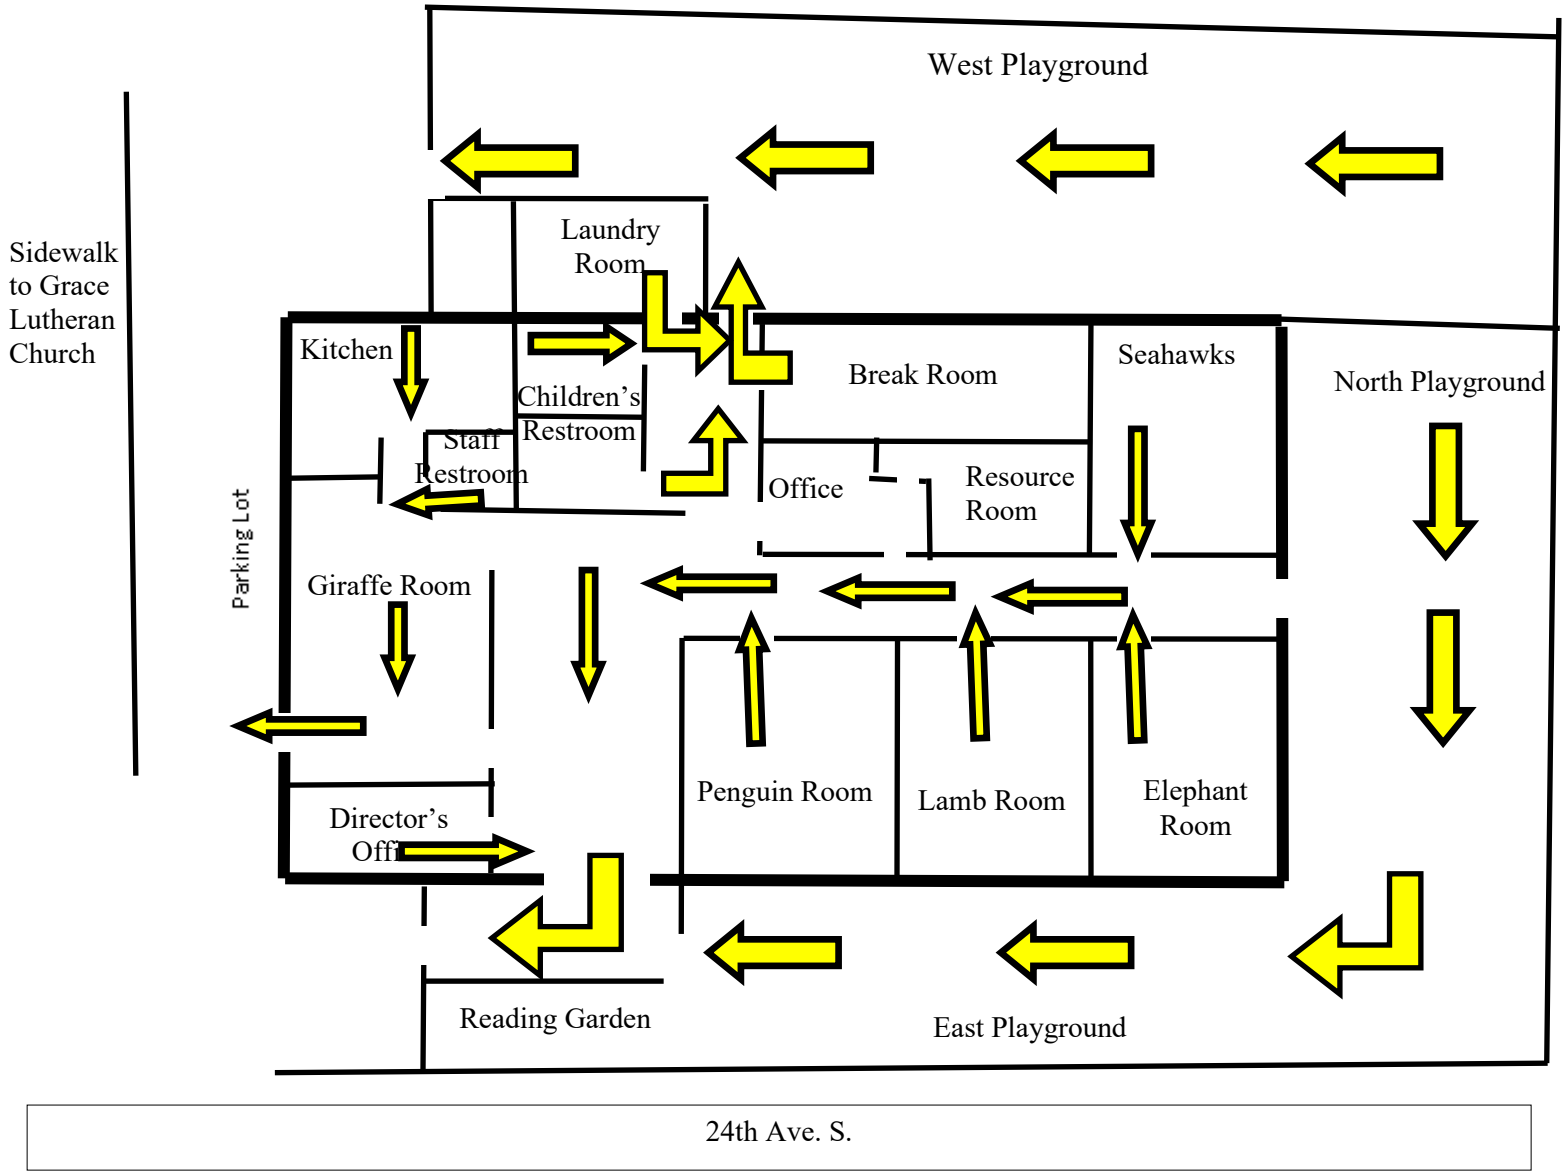 West Playground
Sidewalk
to Grace
Lutheran
Church
Laundry
Room
Kitchen
Children’s
Restroom
Staff
Restroom
Break Room
Seahawks
North Playground
Office
Resource
Room
Parking Lot
Giraffe Room
Director’s
Offi
Penguin Room
Lamb Room
Elephant
Room
Reading Garden
East Playground
24th Ave. S.